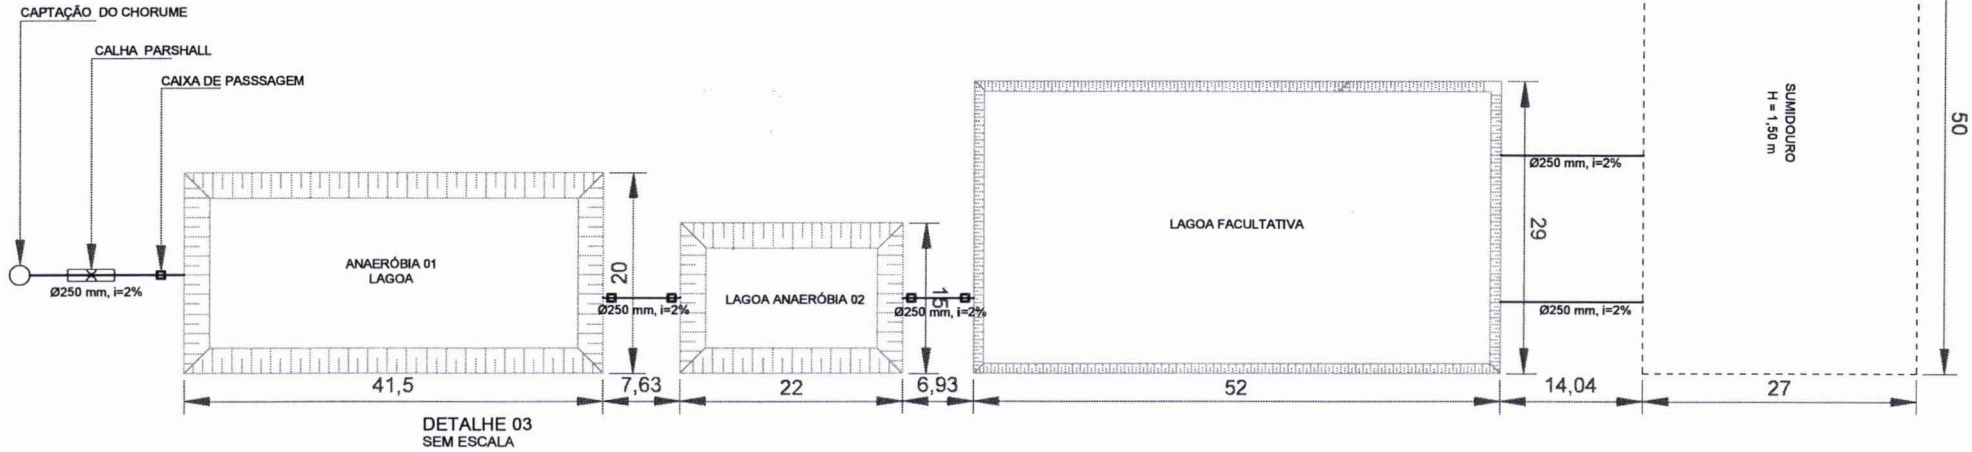 CAPTAÇÃO DO CHORUME
CALHA PARSHALL
CAIXA DE PASSSAGEM
Ø250 mm, i=2%
ANAERÓBIA 01
LAGOA
20
Ø250 mm, i=2%
LAGOA ANAERÓBIA 02
15
Ø250 mm, i=2%
LAGOA FACULTATIVA
29
Ø250 mm, i=2%
Ø250 mm, i=2%
SUMIDOURO
H = 1,50 m
50
41,5
7,63
22
6,93
52
14,04
27
DETALHE 03
SEM ESCALA